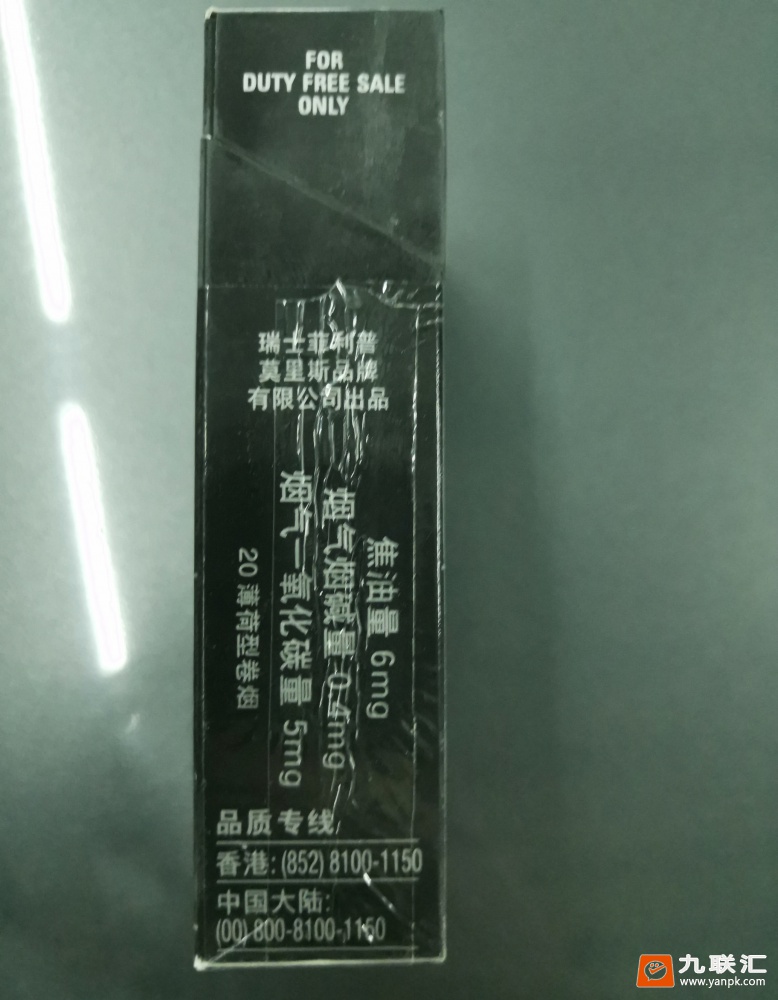 FOR
DUTY FREE SALE
ONLY
瑞士菲利普
莫里斯品牌
有限公司出品
焦油量 6mg
烟气烟碱量 0.4mg
烟气一氧化碳量 5mg
20 薄荷型卷烟
品质专线
香港: (852) 8100-1150
中国大陆:
(00) 800-8100-1150
九联汇
www.yanpk.com